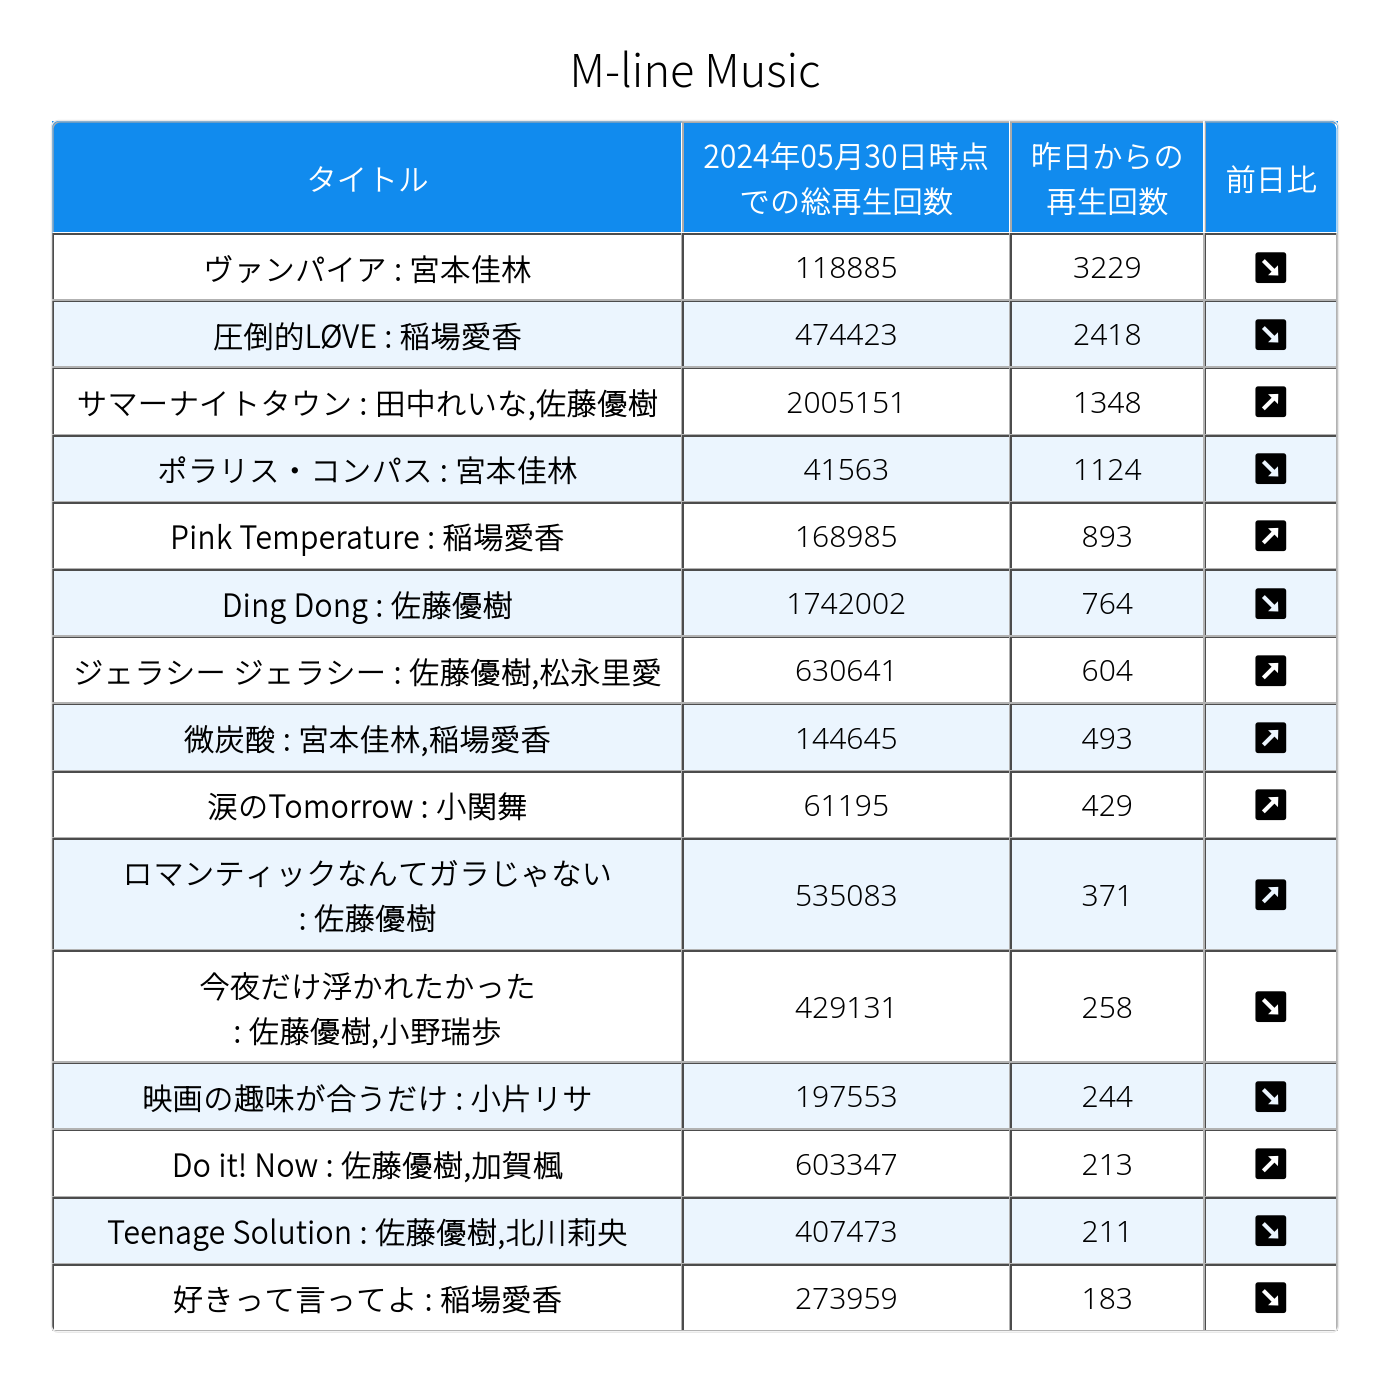 M-line Music
タイトル
2024年05月30日時点
での総再生回数
昨日からの
再生回数
前日比
ヴァンパイア : 宮本佳林 118885 3229 ↘
圧倒的LØVE : 稲場愛香 474423 2418 ↘
サマーナイトタウン : 田中れいな,佐藤優樹 2005151 1348 ↗
ポラリス・コンパス : 宮本佳林 41563 1124 ↘
Pink Temperature : 稲場愛香 168985 893 ↗
Ding Dong : 佐藤優樹 1742002 764 ↘
ジェラシー ジェラシー : 佐藤優樹,松永里愛 630641 604 ↗
微炭酸 : 宮本佳林,稲場愛香 144645 493 ↗
涙のTomorrow : 小関舞 61195 429 ↗
ロマンティックなんてガラじゃない
: 佐藤優樹 535083 371 ↗
今夜だけ浮かれたかった
: 佐藤優樹,小野瑞歩 429131 258 ↘
映画の趣味が合うだけ : 小片リサ 197553 244 ↘
Do it! Now : 佐藤優樹,加賀楓 603347 213 ↗
Teenage Solution : 佐藤優樹,北川莉央 407473 211 ↘
好きって言ってよ : 稲場愛香 273959 183 ↘